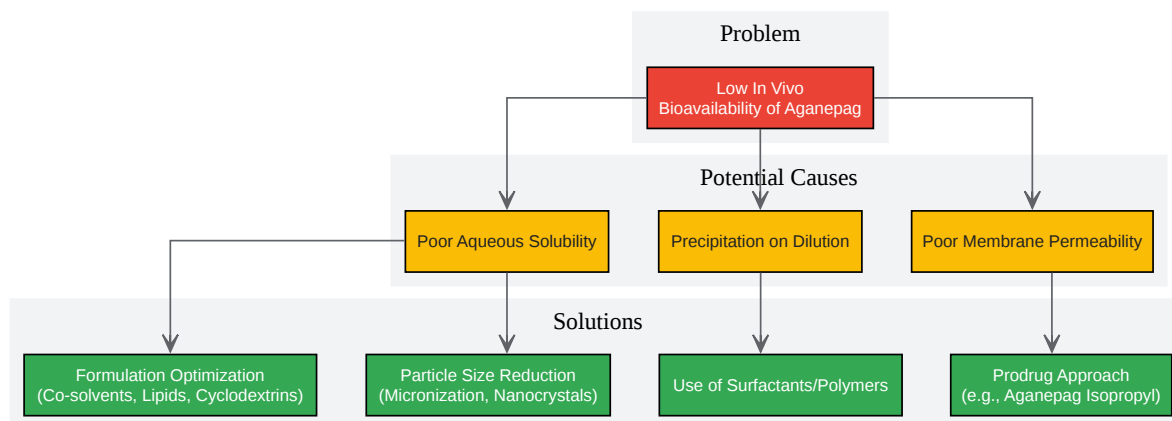 Problem
Low In Vivo
Bioavailability of Aganepag
Potential Causes
Poor Aqueous Solubility
Precipitation on Dilution
Poor Membrane Permeability
Solutions
Formulation Optimization
(Co-solvents, Lipids, Cyclodextrins)
Particle Size Reduction
(Micronization, Nanocrystals)
Use of Surfactants/Polymers
Prodrug Approach
(e.g., Aganepag Isopropyl)